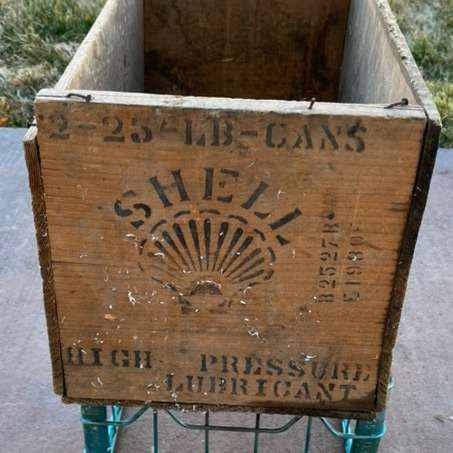 2-25-LB-CANS
SHELL
HIGH PRESSURE
LUBRICANT